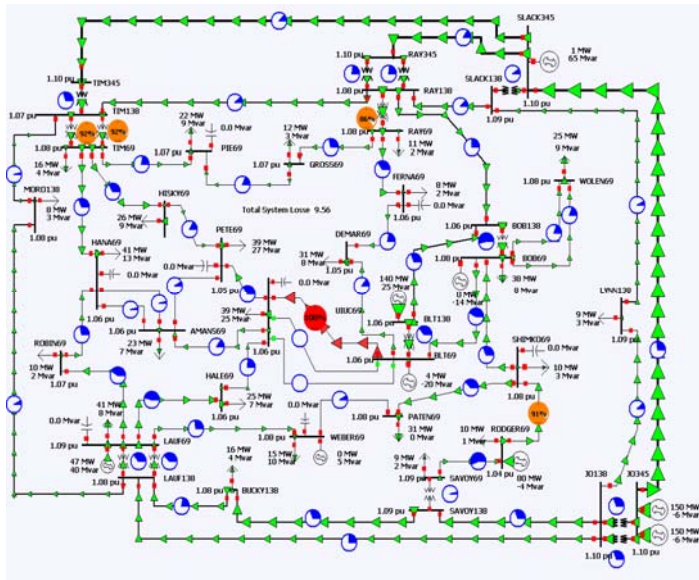 SLACK345
1 MW
65 Mvar
1.10 pu
RAY345
SLACK138
1.10 pu
TIM345
1.08 pu
RAY138
1.10 pu
1.09 pu
1.07 pu
TIM138
22 MW
9 Mvar
0.0 Mvar
12 MW
3 Mvar
86%
RAY69
92%
92%
1.08 pu
TIM69
1.08 pu
11 MW
2 Mvar
25 MW
9 Mvar
16 MW
4 Mvar
1.07 pu
PIE69
GROSS69
1.07 pu
FERNA69
8 MW
2 Mvar
0.0 Mvar
1.06 pu
1.08 pu
WOLEN69
MORO138
8 MW
3 Mvar
1.08 pu
HISKY69
26 MW
9 Mvar
Total System Losse 9.56
PETE69
39 MW
27 Mvar
DEMAR69
31 MW
8 Mvar
1.05 pu
1.06 pu
BOB138
1.08 pu
BOB69
HANA69
41 MW
13 Mvar
0.0 Mvar
0.0 Mvar
1.05 pu
0.0 Mvar
UIUC69
140 MW
25 Mvar
0 MW
-14 Mvar
38 MW
8 Mvar
LYNN138
9 MW
3 Mvar
1.09 pu
100%
39 MW
25 Mvar
1.06 pu
BLT138
1.06 pu
AMANS69
1.06 pu
23 MW
7 Mvar
1.06 pu
1.06 pu
BLT69
SHIMKO69
0.0 Mvar
ROBIN69
10 MW
2 Mvar
1.07 pu
HALE69
25 MW
7 Mvar
1.06 pu
4 MW
-20 Mvar
10 MW
3 Mvar
1.08 pu
41 MW
8 Mvar
0.0 Mvar
0.0 Mvar
1.08 pu
PATEN69
31 MW
0 Mvar
91%
1.09 pu
LAUF69
1.08 pu
WEBER69
RODGER69
10 MW
1 Mvar
47 MW
40 Mvar
16 MW
4 Mvar
15 MW
10 Mvar
0 MW
5 Mvar
9 MW
2 Mvar
SAVOY69
1.04 pu
80 MW
-4 Mvar
JO138
JO345
LAUF138
1.08 pu
1.08 pu
BUCKY138
1.09 pu
1.09 pu
SAVOY138
150 MW
-6 Mvar
150 MW
-6 Mvar
1.10 pu
1.10 pu